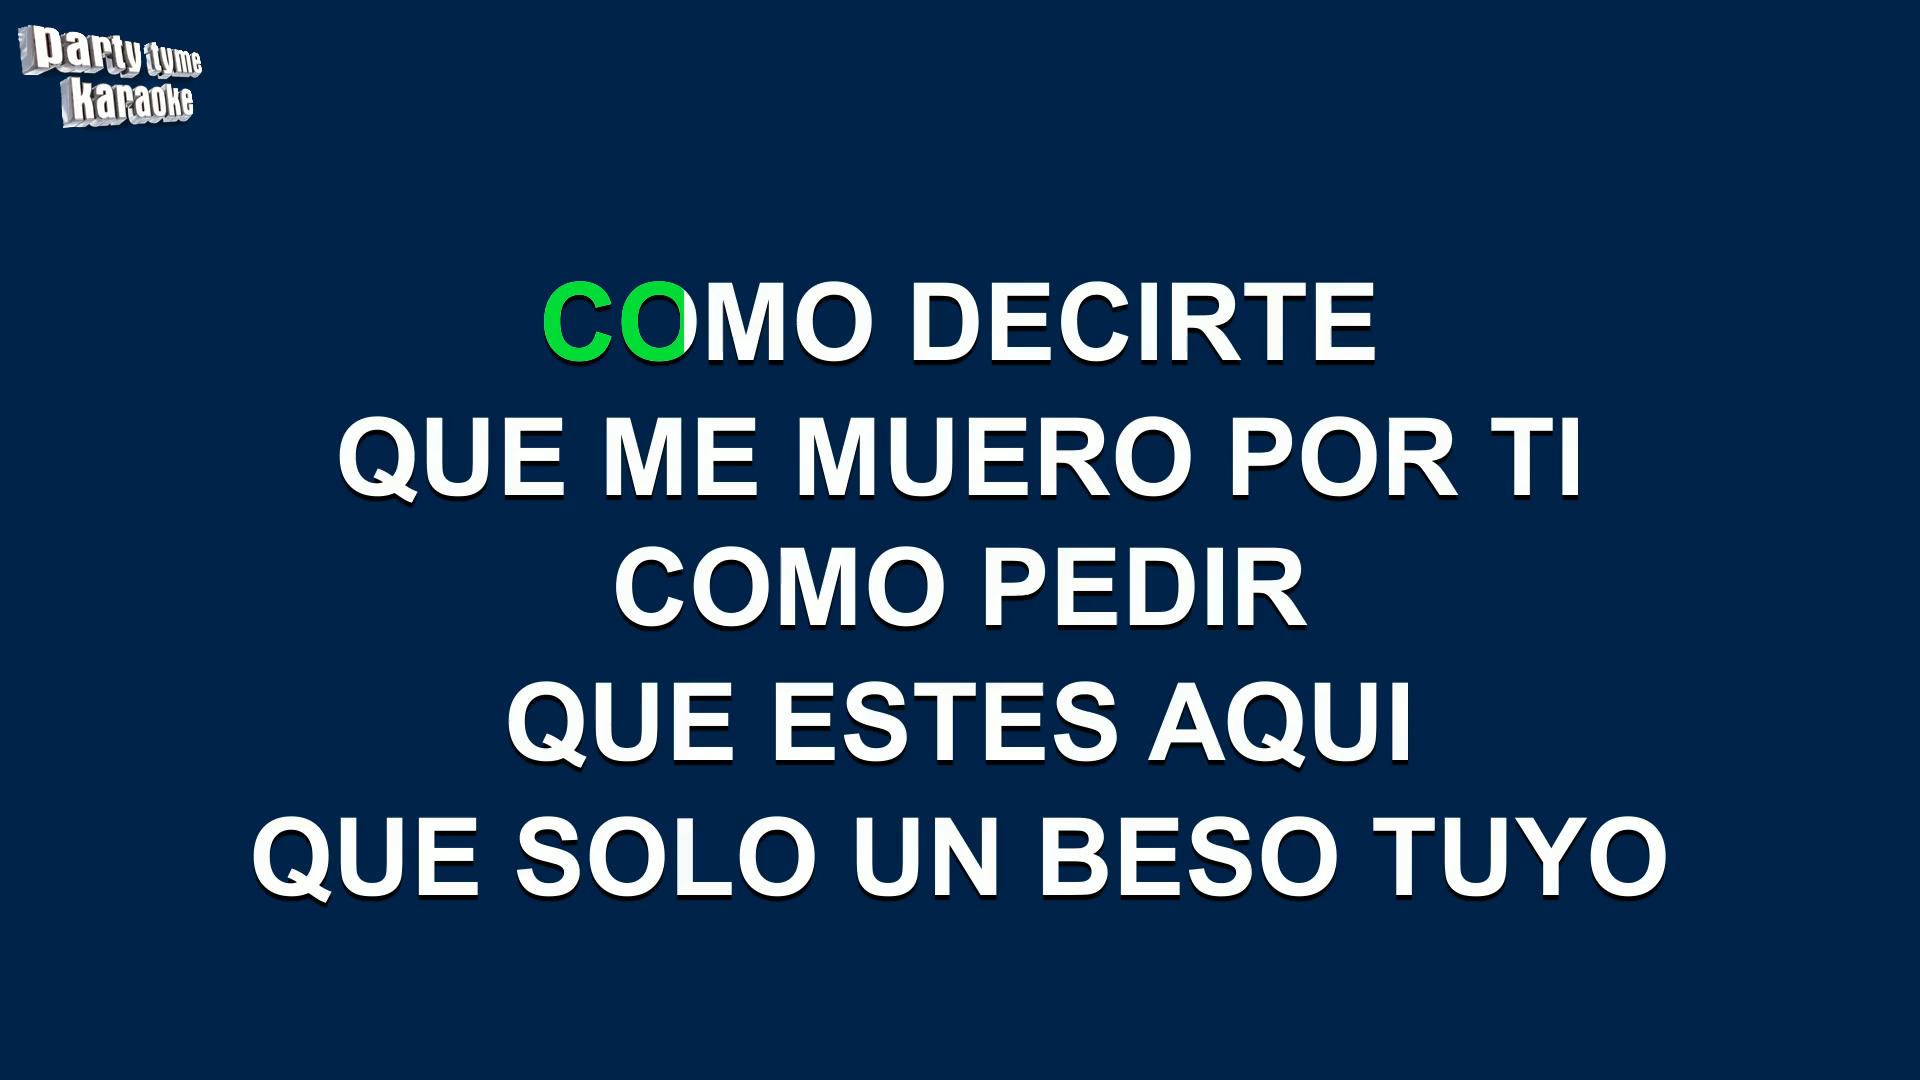 party tyme
karaoke
COMO DECIRTE
QUE ME MUERO POR TI
COMO PEDIR
QUE ESTES AQUI
QUE SOLO UN BESO TUYO